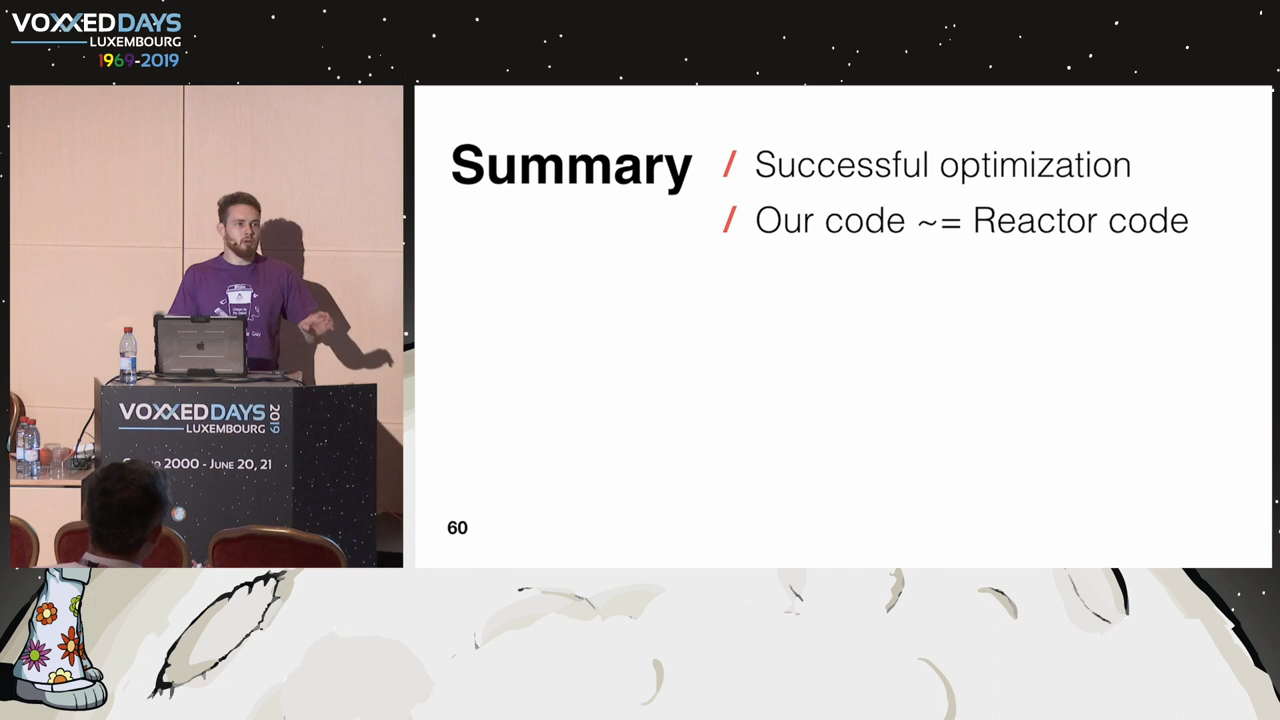 VOXXED DAYS
LUXEMBOURG
1969-2019
Summary
/ Successful optimization
/ Our code ~= Reactor code
60
VOXXED DAYS
LUXEMBOURG
2019
2000 - JUNE 20, 21